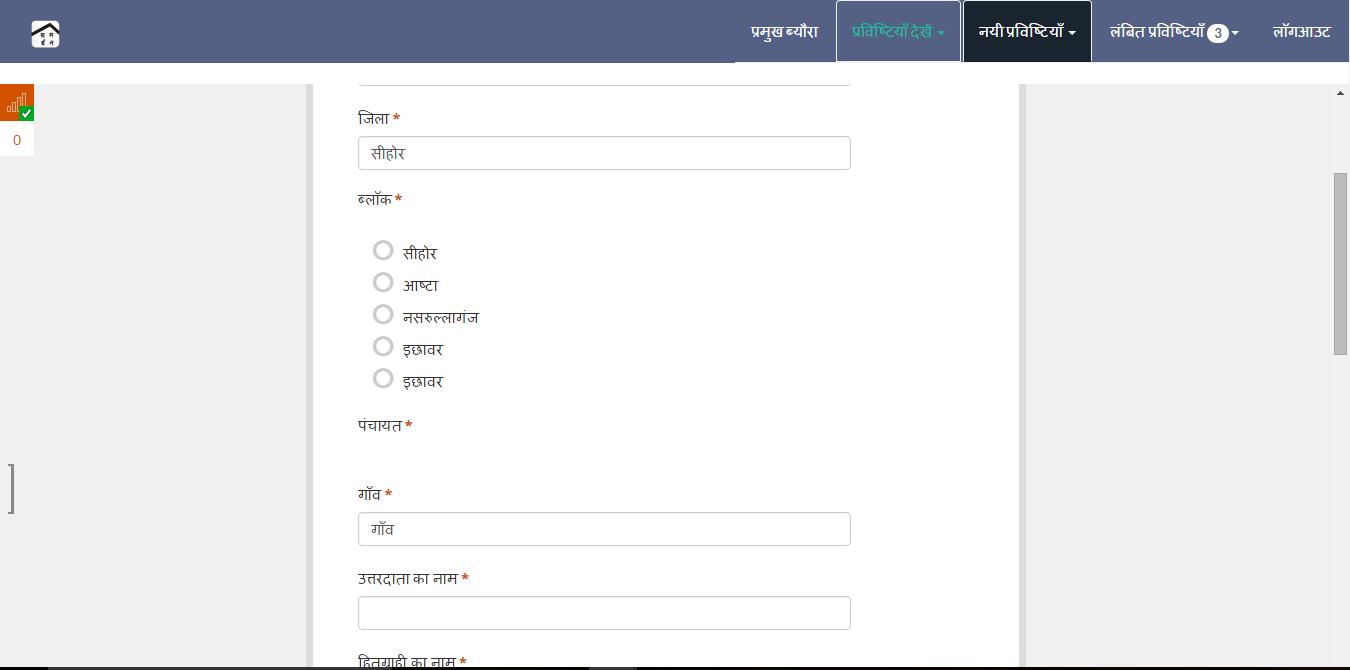 प्रमुख ब्यौरा प्रविष्टियाँ देखें नयी प्रविष्टियाँ लंबित प्रविष्टियाँ 3 लॉगआउट
0
जिला *
सीहोर
ब्लॉक *
सीहोर
आष्टा
नसरुल्लागंज
इछावर
इछावर
पंचायत *
गाँव *
गाँव
उत्तरदाता का नाम *
हितग्राही का नाम *